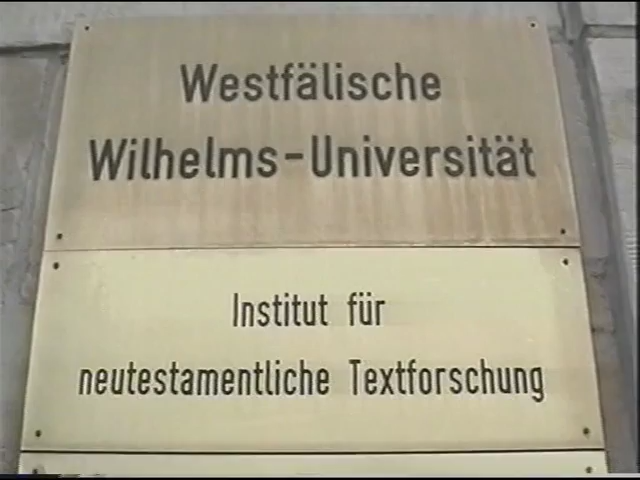 Westfälische
Wilhelms-Universität
Institut für
neutestamentliche Textforschung